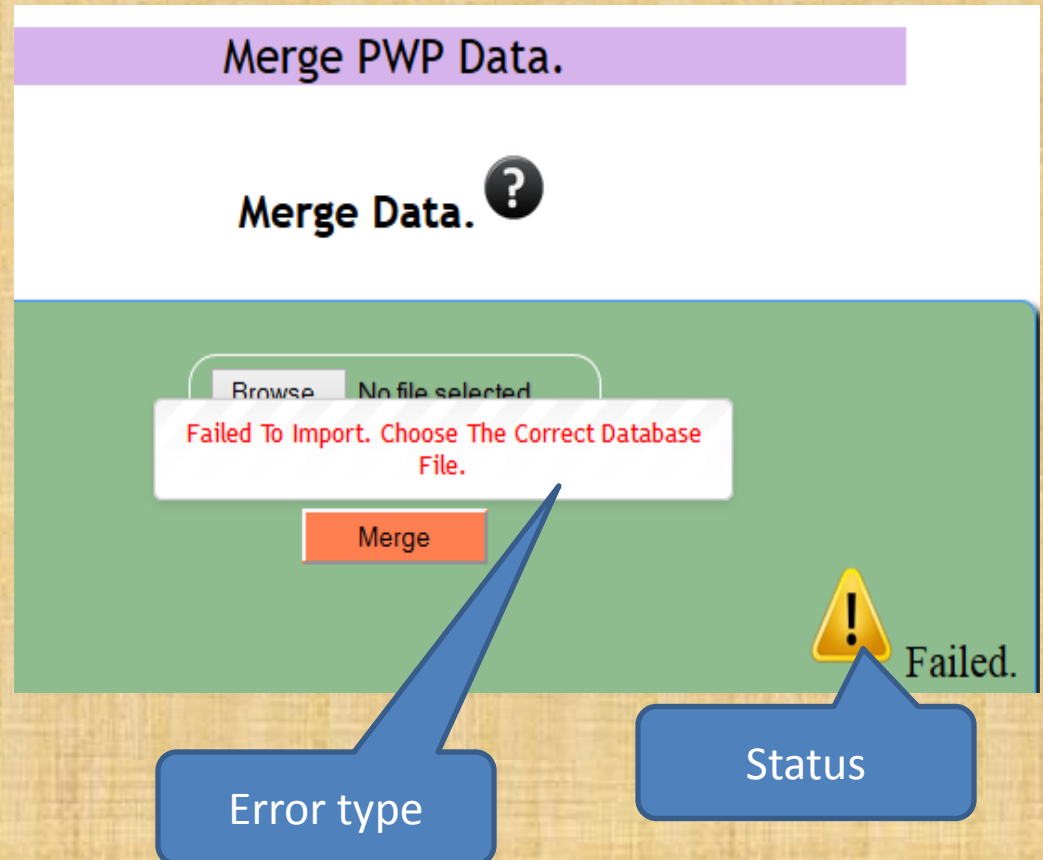 Merge PWP Data.
Merge Data. ?
Browse No file selected
Failed To Import. Choose The Correct Database
File.
Merge
Failed.
Status
Error type